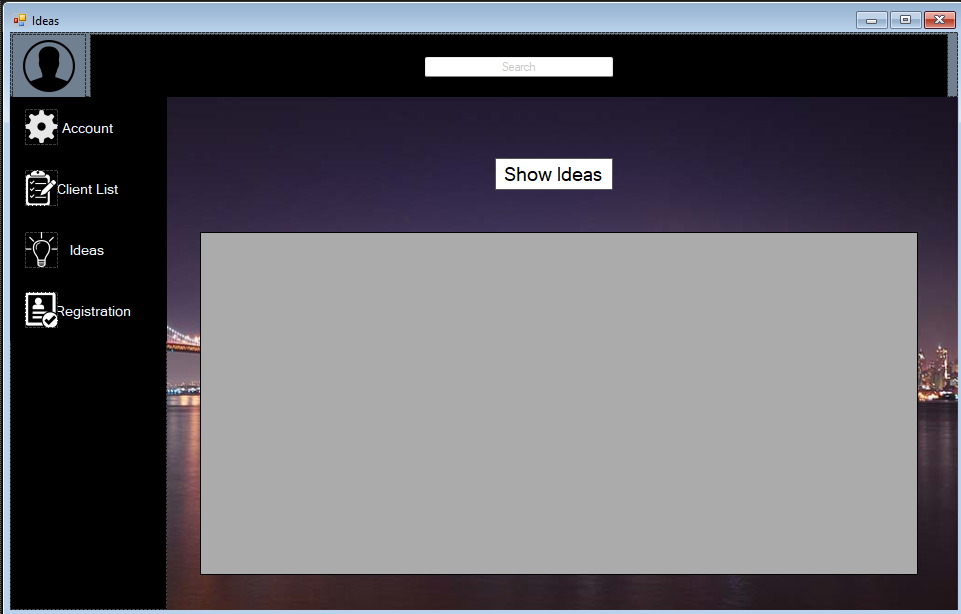 Ideas
Search
Account
Client List
Ideas
Registration
Show Ideas